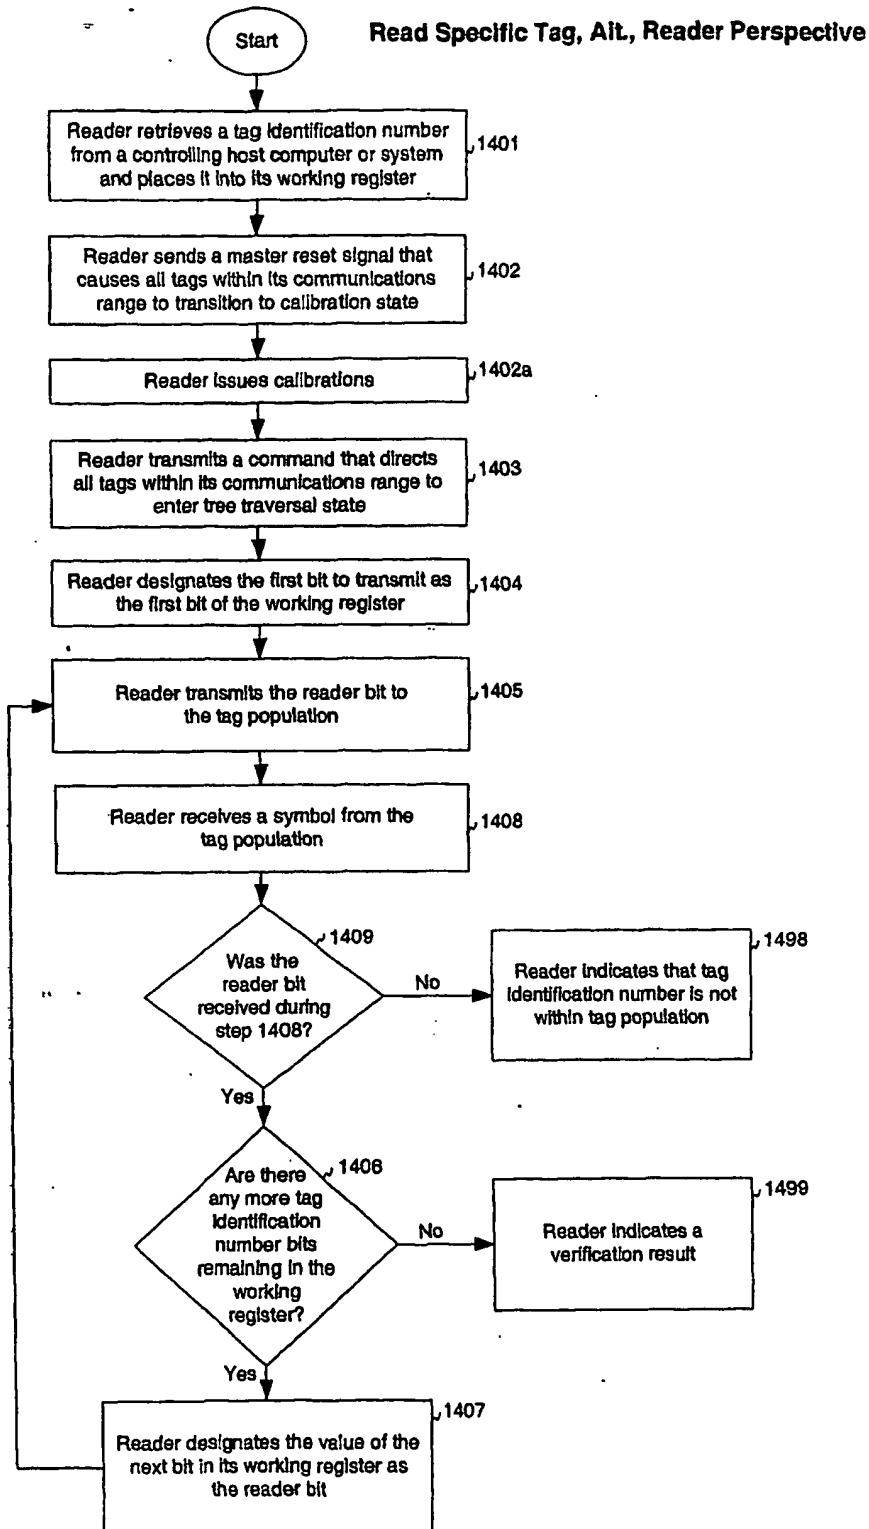 Read Specific Tag, Alt., Reader Perspective
Start
Reader retrieves a tag identification number
from a controlling host computer or system
and places it into its working register
1401
Reader sends a master reset signal that
causes all tags within its communications
range to transition to calibration state
1402
Reader issues calibrations
1402a
Reader transmits a command that directs
all tags within its communications range to
enter tree traversal state
1403
Reader designates the first bit to transmit as
the first bit of the working register
1404
Reader transmits the reader bit to
the tag population
1405
Reader receives a symbol from the
tag population
1408
1409
Was the
reader bit
received during
step 1408?
No
1498
Reader indicates that tag
identification number is not
within tag population
Yes
1406
Are there
any more tag
identification
number bits
remaining in the
working
register?
No
1499
Reader indicates a
verification result
Yes
1407
Reader designates the value of the
next bit in its working register as
the reader bit